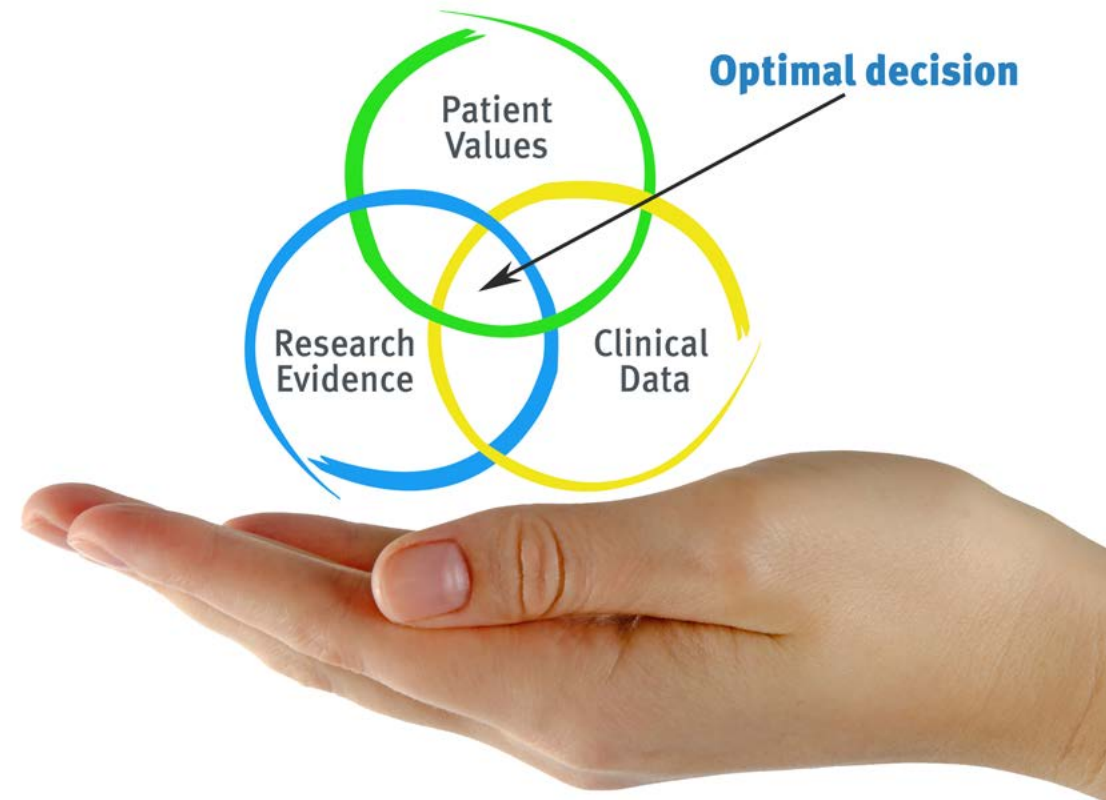 Optimal decision
Patient
Values
Research
Evidence
Clinical
Data